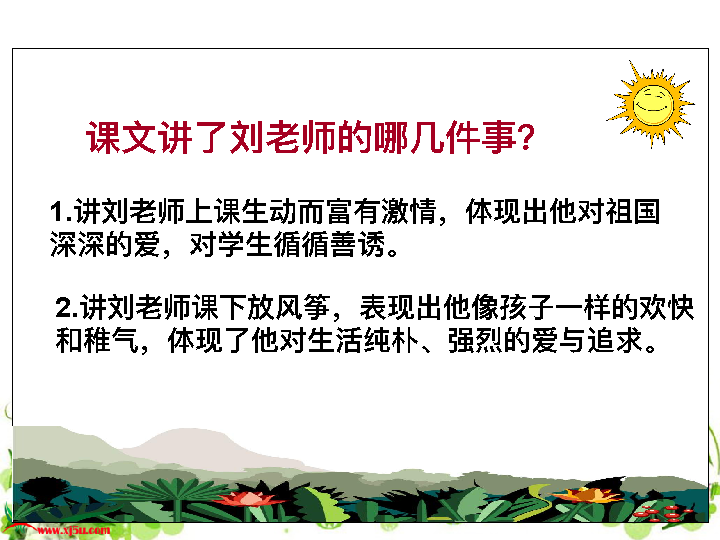 课文讲了刘老师的哪几件事？
1.讲刘老师上课生动而富有激情，体现出他对祖国
深深的爱，对学生循循善诱。
2.讲刘老师课下放风筝，表现出他像孩子一样的欢快
和稚气，体现了他对生活纯朴、强烈的爱与追求。
www.xj5u.com